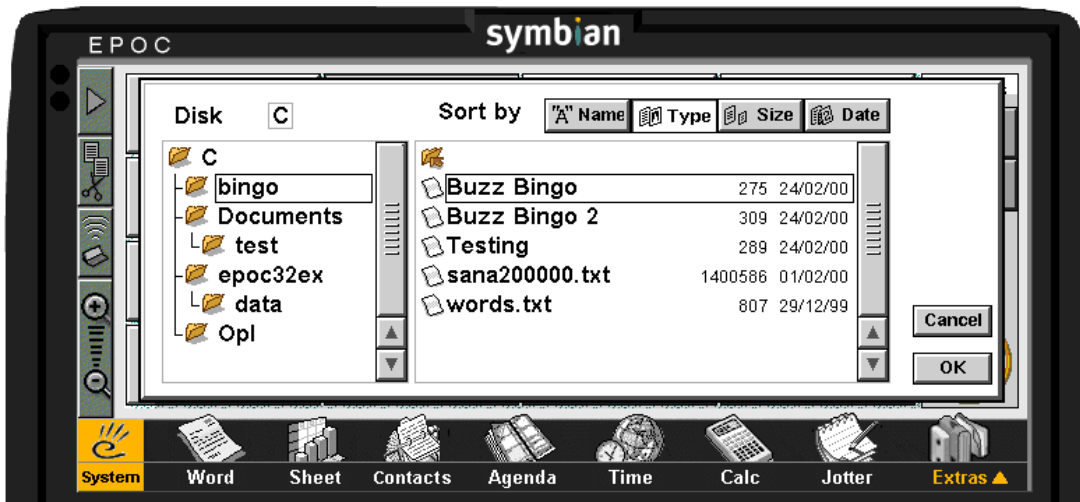 symbian
EPOC
Disk C Sort by "A" Name Type Size Date
C
bingo
Documents
test
epoc32ex
data
Opl
Buzz Bingo 275 24/02/00
Buzz Bingo 2 309 24/02/00
Testing 289 24/02/00
sana200000.txt 1400586 01/02/00
words.txt 807 29/12/99
Cancel
OK
System Word Sheet Contacts Agenda Time Calc Jotter Extras